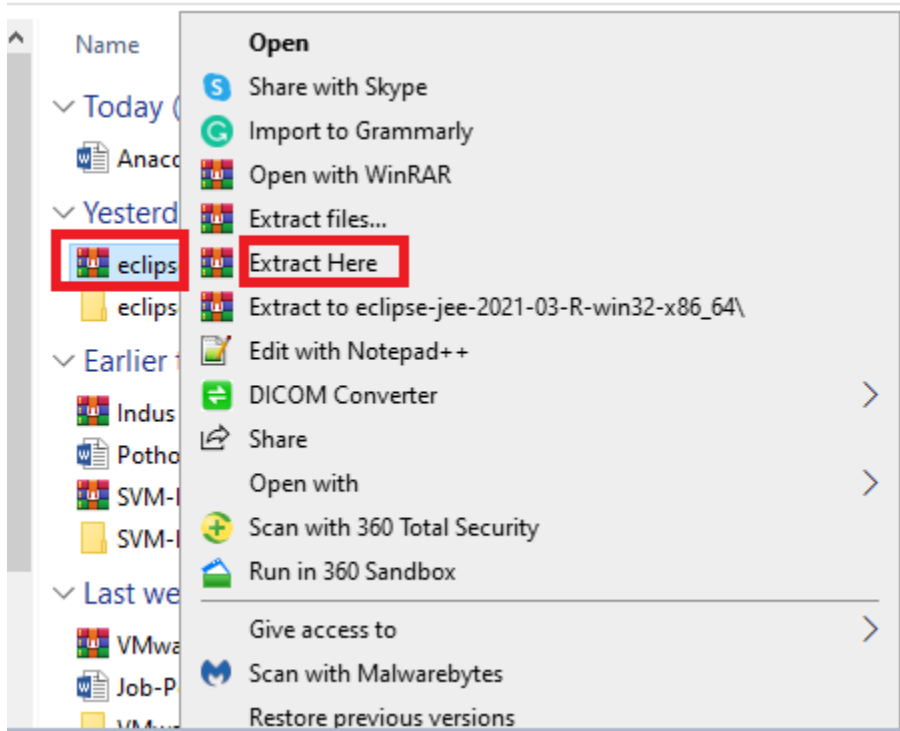 Name
Today (
Anaco
Yesterd
eclips
eclips
Earlier
Indus
Potho
SVM-
SVM-
Last we
VMwa
Job-P
Open
Share with Skype
Import to Grammarly
Open with WinRAR
Extract files...
Extract Here
Extract to eclipse-jee-2021-03-R-win32-x86_64\
Edit with Notepad++
DICOM Converter
Share
Open with
Scan with 360 Total Security
Run in 360 Sandbox
Give access to
Scan with Malwarebytes
Restore previous versions